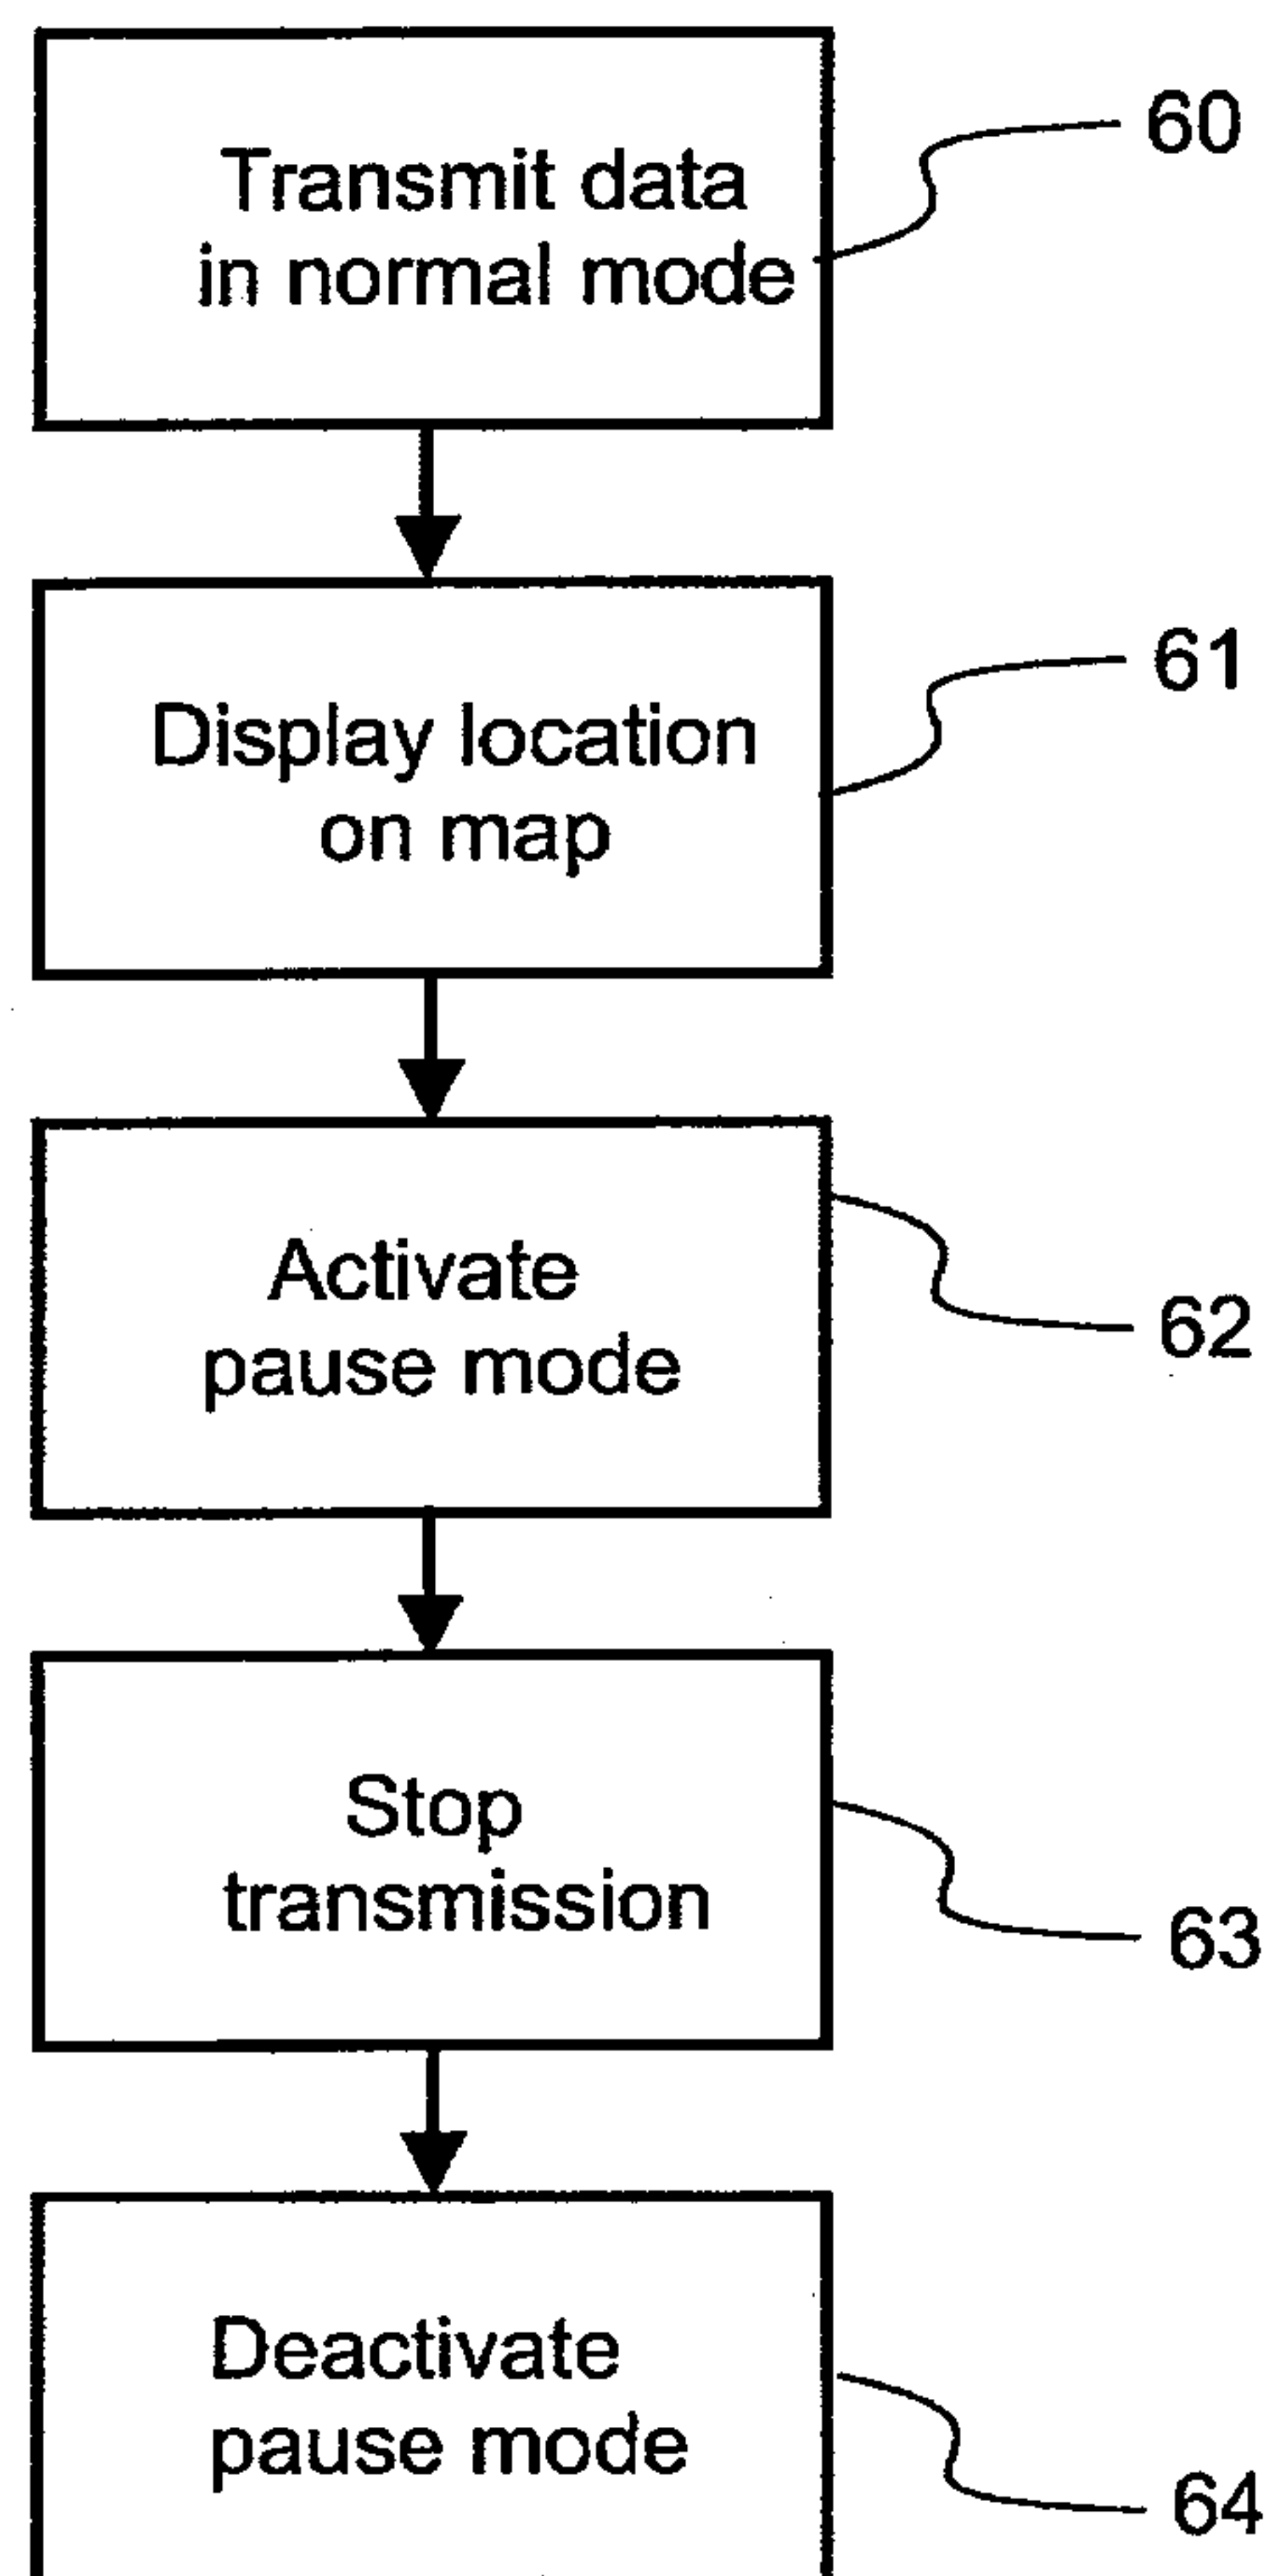 Transmit data
in normal mode
60
Display location
on map
61
Activate
pause mode
62
Stop
transmission
63
Deactivate
pause mode
64